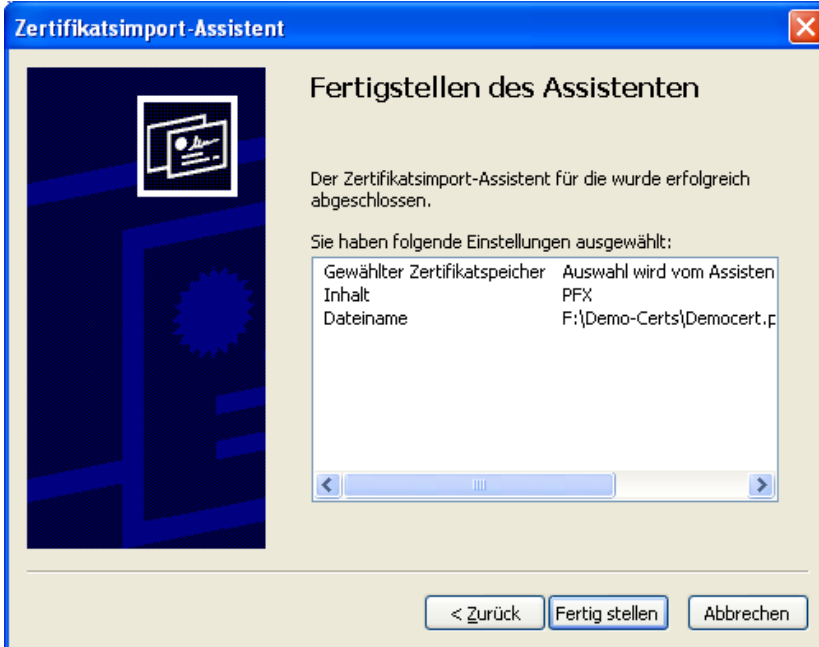 Zertifikatsimport-Assistent
Fertigstellen des Assistenten
Der Zertifikatsimport-Assistent für die wurde erfolgreich
abgeschlossen.
Sie haben folgende Einstellungen ausgewählt:
Gewählter Zertifikatspeicher Auswahl wird vom Assisten
Inhalt PFX
Dateiname F:\Demo-Certs\Democert.p
< Zurück Fertig stellen Abbrechen